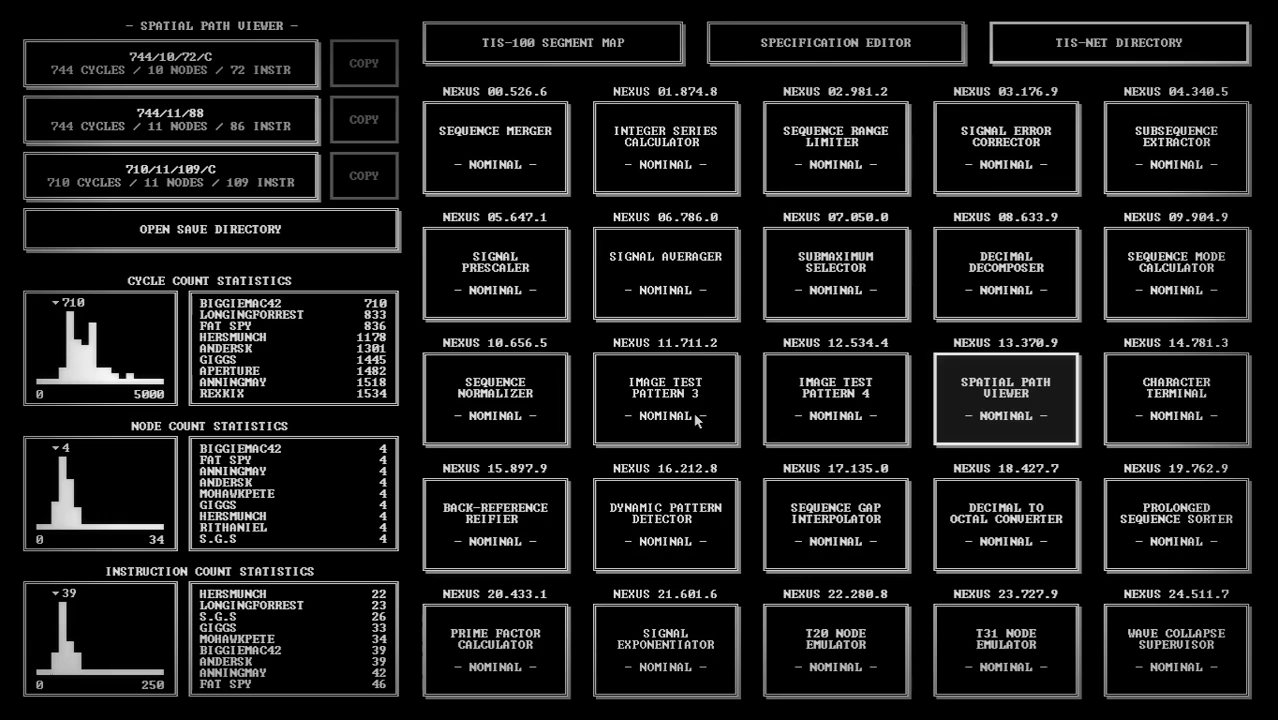 — SPATIAL PATH VIEWER —
744/10/72/C
744 CYCLES / 10 NODES / 72 INSTR
COPY
744/11/88
744 CYCLES / 11 NODES / 86 INSTR
COPY
710/11/109/C
710 CYCLES / 11 NODES / 109 INSTR
COPY
OPEN SAVE DIRECTORY
CYCLE COUNT STATISTICS
710
0 5000
BIGGIEMAC42 710
LONGINGFORREST 833
FAT SPY 836
HERSMUNCH 1178
ANDERSK 1301
GIGGS 1445
APERTURE 1482
ANNINGMAY 1518
REXKIX 1534
NODE COUNT STATISTICS
4
0 34
BIGGIEMAC42 4
FAT SPY 4
ANNINGMAY 4
ANDERSK 4
MOHAWKPETE 4
GIGGS 4
HERSMUNCH 4
RITHANIEL 4
S.G.S 4
INSTRUCTION COUNT STATISTICS
39
0 250
HERSMUNCH 22
LONGINGFORREST 23
S.G.S 26
GIGGS 33
MOHAWKPETE 34
BIGGIEMAC42 39
ANDERSK 39
ANNINGMAY 42
FAT SPY 46
TIS-100 SEGMENT MAP
SPECIFICATION EDITOR
TIS-NET DIRECTORY
NEXUS 00.526.6
SEQUENCE MERGER
— NOMINAL —
NEXUS 01.874.8
INTEGER SERIES
CALCULATOR
— NOMINAL —
NEXUS 02.981.2
SEQUENCE RANGE
LIMITER
— NOMINAL —
NEXUS 03.176.9
SIGNAL ERROR
CORRECTOR
— NOMINAL —
NEXUS 04.340.5
SUBSEQUENCE
EXTRACTOR
— NOMINAL —
NEXUS 05.647.1
SIGNAL
PRESCALER
— NOMINAL —
NEXUS 06.786.0
SIGNAL AVERAGER
— NOMINAL —
NEXUS 07.050.0
SUBMAXIMUM
SELECTOR
— NOMINAL —
NEXUS 08.633.9
DECIMAL
DECOMPOSER
— NOMINAL —
NEXUS 09.904.9
SEQUENCE MODE
CALCULATOR
— NOMINAL —
NEXUS 10.656.5
SEQUENCE
NORMALIZER
— NOMINAL —
NEXUS 11.711.2
IMAGE TEST
PATTERN 3
— NOMINAL —
NEXUS 12.534.4
IMAGE TEST
PATTERN 4
— NOMINAL —
NEXUS 13.370.9
SPATIAL PATH
VIEWER
— NOMINAL —
NEXUS 14.781.3
CHARACTER
TERMINAL
— NOMINAL —
NEXUS 15.897.9
BACK-REFERENCE
REIFIER
— NOMINAL —
NEXUS 16.212.8
DYNAMIC PATTERN
DETECTOR
— NOMINAL —
NEXUS 17.135.0
SEQUENCE GAP
INTERPOLATOR
— NOMINAL —
NEXUS 18.427.7
DECIMAL TO
OCTAL CONVERTER
— NOMINAL —
NEXUS 19.762.9
PROLONGED
SEQUENCE SORTER
— NOMINAL —
NEXUS 20.433.1
PRIME FACTOR
CALCULATOR
— NOMINAL —
NEXUS 21.601.6
SIGNAL
EXPONENTIATOR
— NOMINAL —
NEXUS 22.280.8
T20 NODE
EMULATOR
— NOMINAL —
NEXUS 23.727.9
T31 NODE
EMULATOR
— NOMINAL —
NEXUS 24.511.7
WAVE COLLAPSE
SUPERVISOR
— NOMINAL —